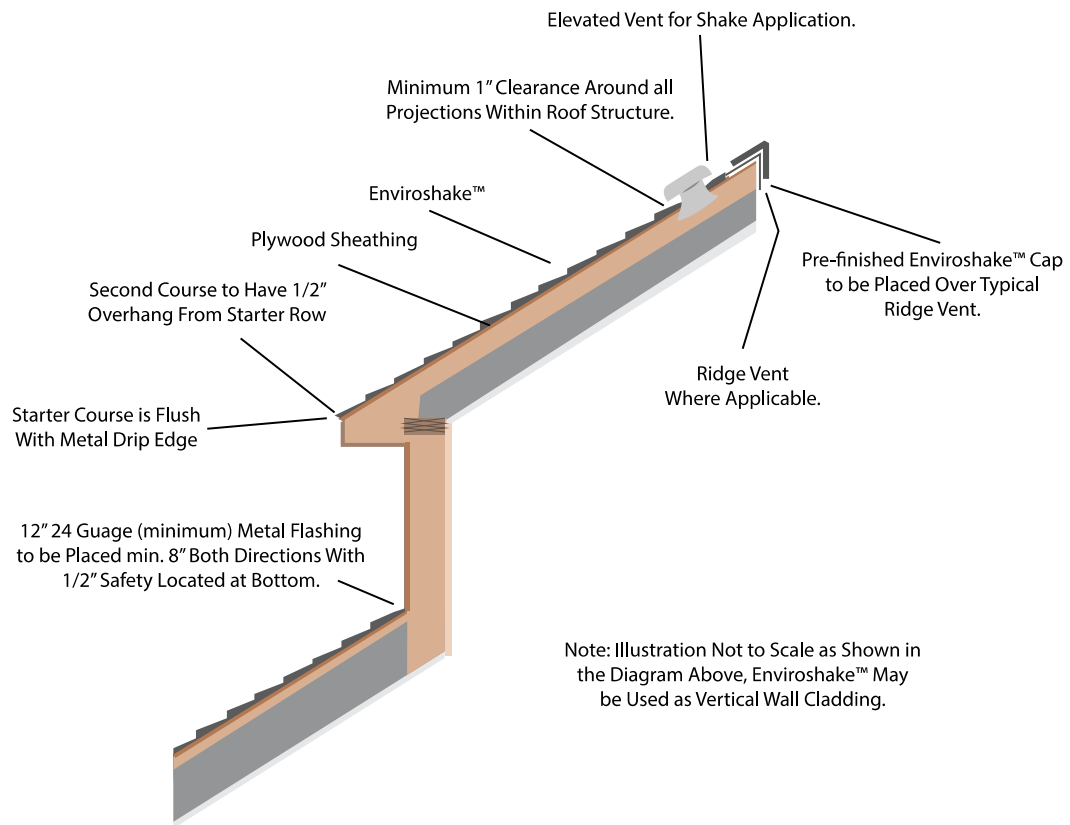 Elevated Vent for Shake Application.
Minimum 1” Clearance Around all
Projections Within Roof Structure.
Enviroshake™
Plywood Sheathing
Second Course to Have 1/2”
Overhang From Starter Row
Starter Course is Flush
With Metal Drip Edge
Pre-finished Enviroshake™ Cap
to be Placed Over Typical
Ridge Vent.
Ridge Vent
Where Applicable.
12” 24 Guage (minimum) Metal Flashing
to be Placed min. 8” Both Directions With
1/2” Safety Located at Bottom.
Note: Illustration Not to Scale as Shown in
the Diagram Above, Enviroshake™ May
be Used as Vertical Wall Cladding.